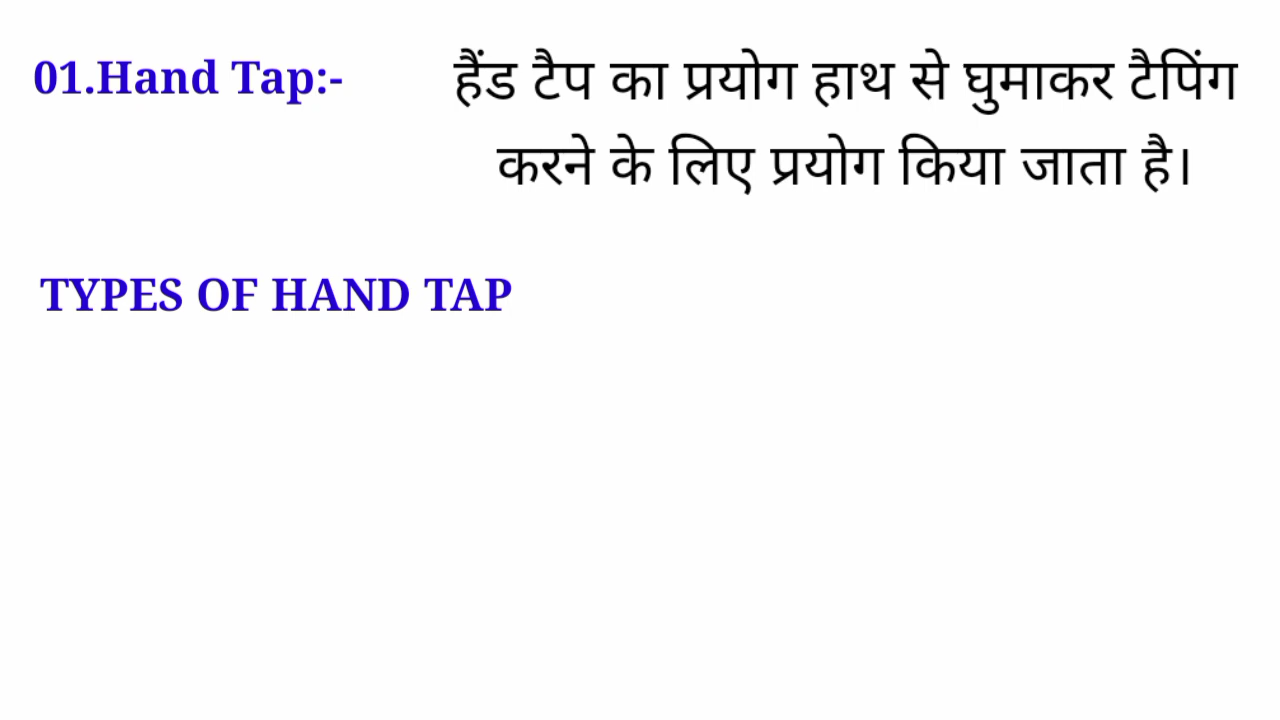 01.Hand Tap:-
हैंड टैप का प्रयोग हाथ से घुमाकर टैपिंग
करने के लिए प्रयोग किया जाता है।
TYPES OF HAND TAP